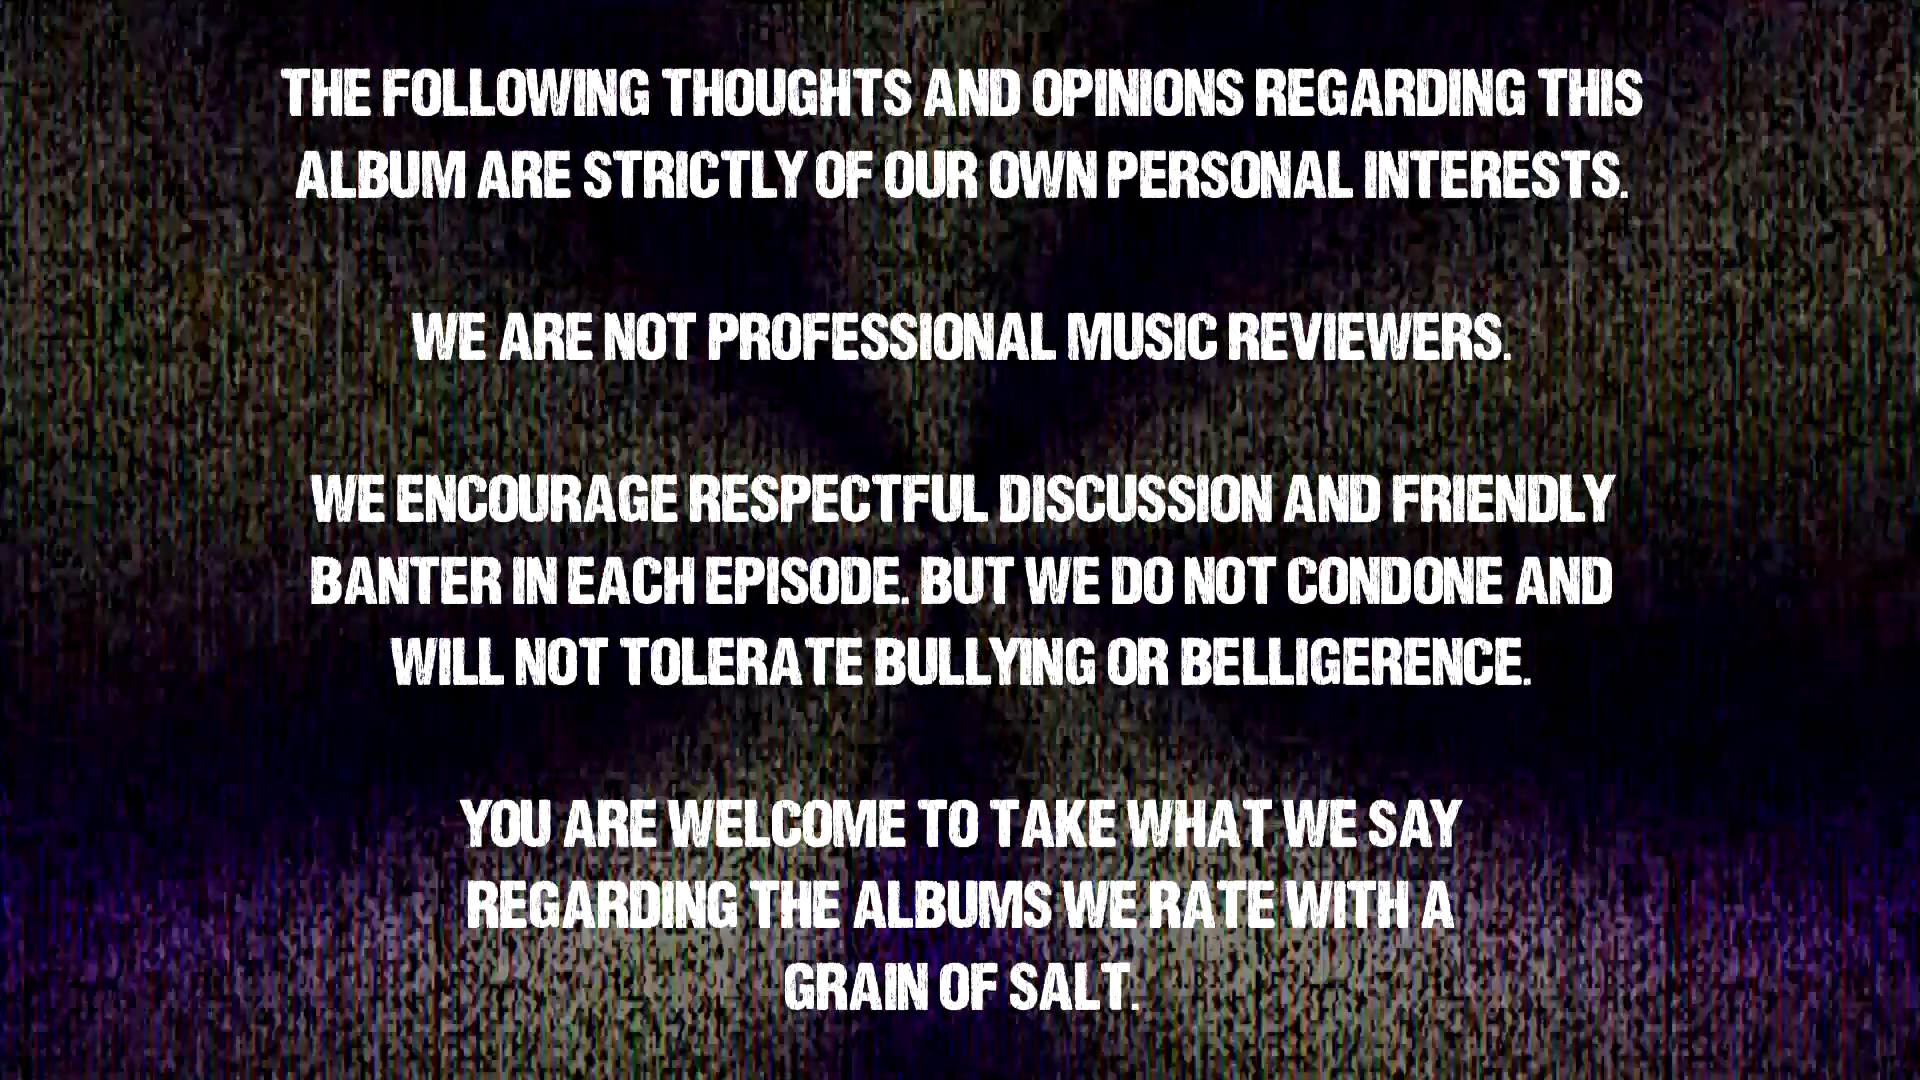 THE FOLLOWING THOUGHTS AND OPINIONS REGARDING THIS
ALBUM ARE STRICTLY OF OUR OWN PERSONAL INTERESTS.
WE ARE NOT PROFESSIONAL MUSIC REVIEWERS.
WE ENCOURAGE RESPECTFUL DISCUSSION AND FRIENDLY
BANTER IN EACH EPISODE. BUT WE DO NOT CONDONE AND
WILL NOT TOLERATE BULLYING OR BELLIGERENCE.
YOU ARE WELCOME TO TAKE WHAT WE SAY
REGARDING THE ALBUMS WE RATE WITH A
GRAIN OF SALT.